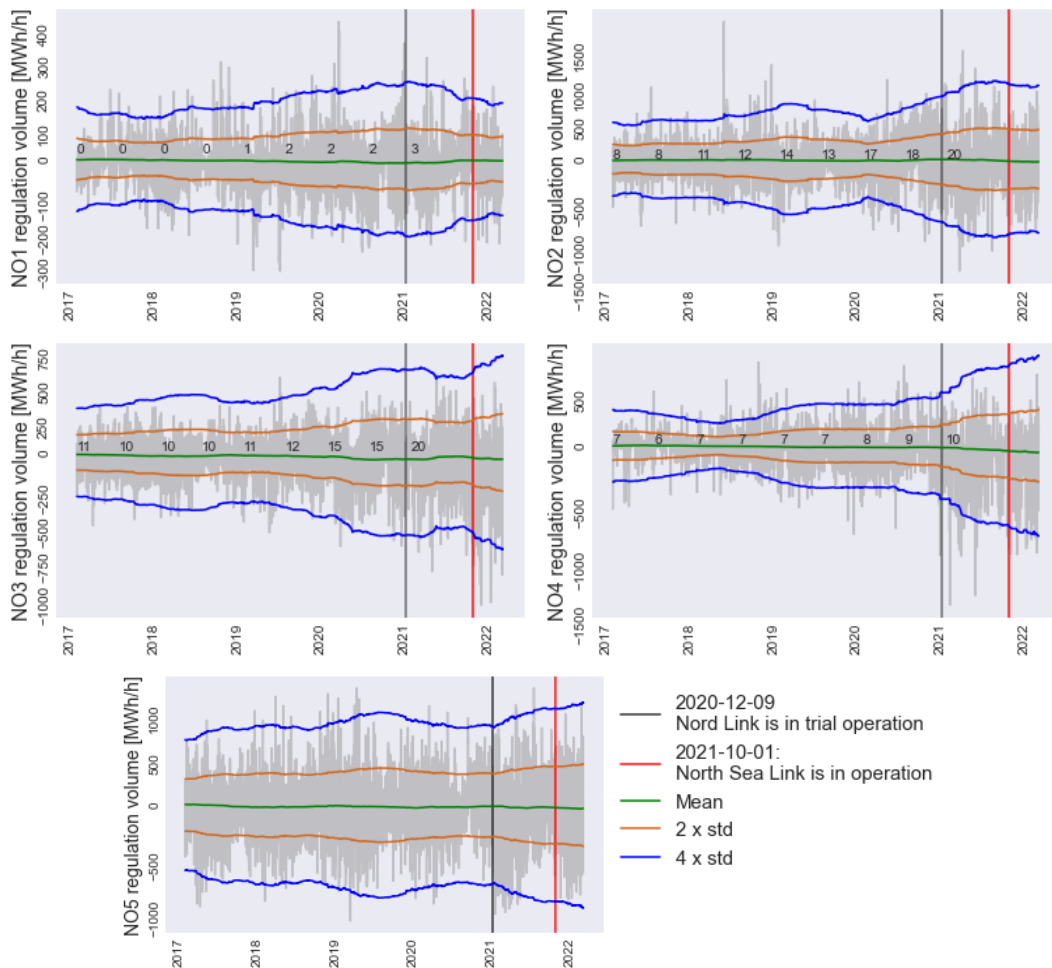 NO1 regulation volume [MWh/h]
400
300
200
100
0
−100
−200
−300
0 0 0 0 1 2 2 2 3
2017 2018 2019 2020 2021 2022
NO2 regulation volume [MWh/h]
1500
1000
500
0
−500
−1000
−1500
8 8 11 12 14 13 17 18 20
2017 2018 2019 2020 2021 2022
NO3 regulation volume [MWh/h]
750
500
250
0
−250
−500
−750
−1000
11 10 10 10 11 12 15 15 20
2017 2018 2019 2020 2021 2022
NO4 regulation volume [MWh/h]
500
0
−500
−1000
−1500
7 6 7 7 7 7 8 9 10
2017 2018 2019 2020 2021 2022
NO5 regulation volume [MWh/h]
1000
500
0
−500
−1000
2017 2018 2019 2020 2021 2022
2020-12-09
Nord Link is in trial operation
2021-10-01:
North Sea Link is in operation
Mean
2 x std
4 x std